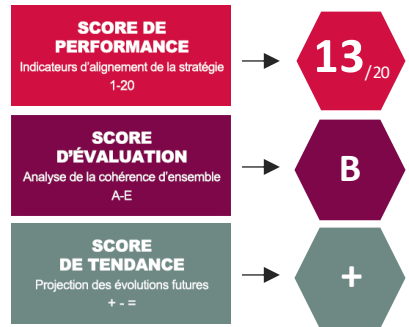 SCORE DE
PERFORMANCE
Indicateurs d'alignement de la stratégie
1-20
13/20
SCORE
D'ÉVALUATION
Analyse de la cohérence d'ensemble
A-E
B
SCORE
DE TENDANCE
Projection des évolutions futures
+ - =
+